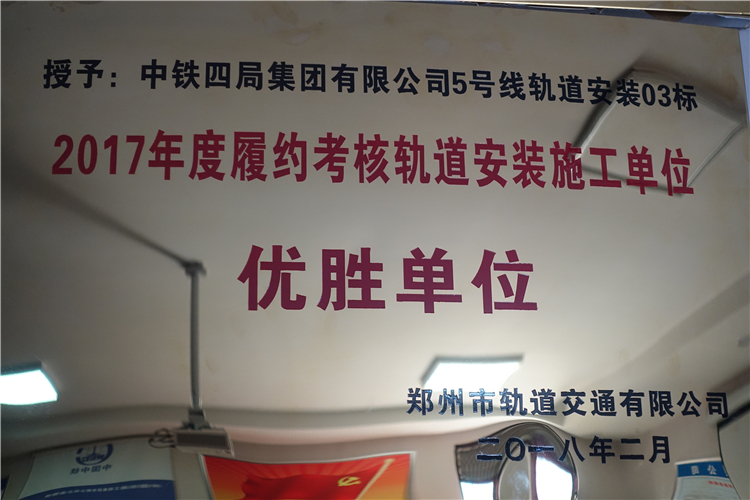 授予：中铁四局集团有限公司5号线轨道安装03标
2017年度履约考核轨道安装施工单位
优胜单位
郑州市轨道交通有限公司
二〇一八年二月